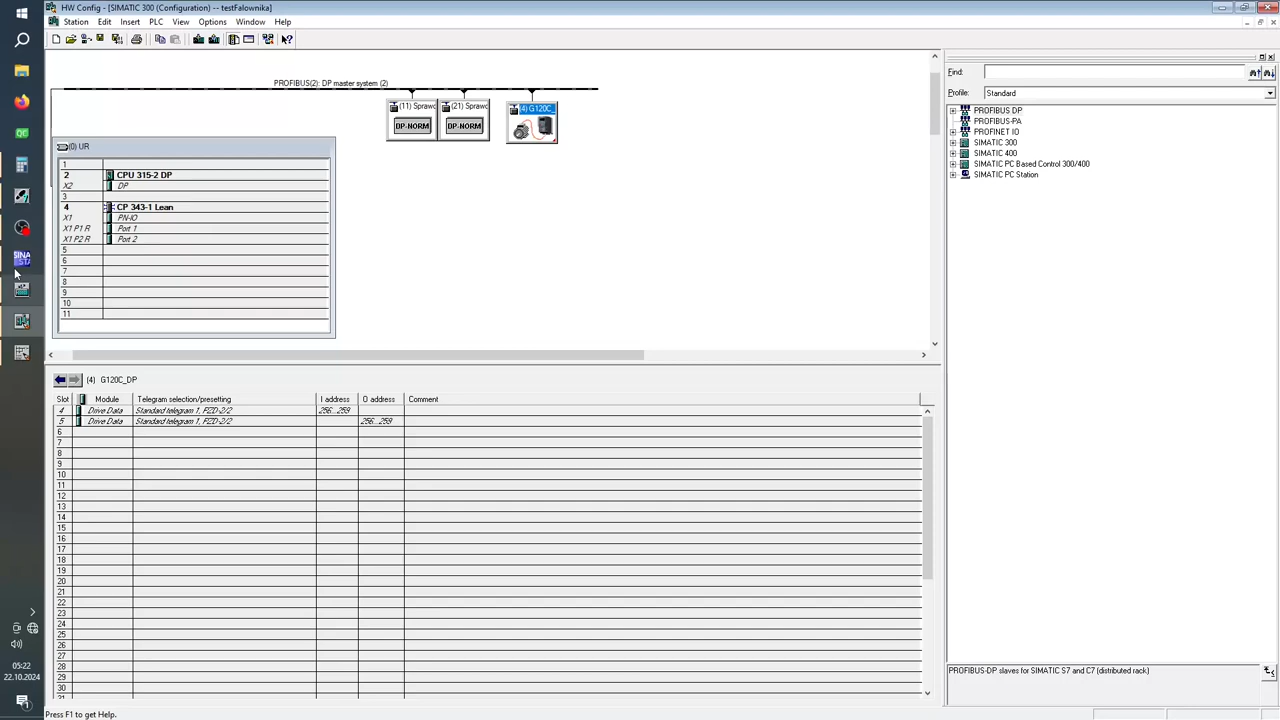 HW Config - [SIMATIC 300 (Configuration) -- testFalownika]
Station Edit Insert PLC View Options Window Help
PROFIBUS(2): DP master system (2)
(11) Sprawc
(21) Sprawc
(4) G120C_
DP-NORM
DP-NORM
(0) UR
1
2 CPU 315-2 DP
X2 DP
3
4 CP 343-1 Lean
X1 PN-IO
X1 P1 R Port 1
X1 P2 R Port 2
5
6
7
8
9
10
11
Find:
Profile: Standard
PROFIBUS DP
PROFIBUS-PA
PROFINET IO
SIMATIC 300
SIMATIC 400
SIMATIC PC Based Control 300/400
SIMATIC PC Station
(4) G120C_DP
Slot Module Telegram selection/presetting I address O address Comment
4 Drive Data Standard telegram 1, PZD-2/2 256...259
5 Drive Data Standard telegram 1, PZD-2/2 256...259
6
7
8
9
10
11
12
13
14
15
16
17
18
19
20
21
22
23
24
25
26
27
28
29
30
PROFIBUS-DP slaves for SIMATIC S7 and C7 (distributed rack)
Press F1 to get Help.
QC
SINA
STA
05:22
22.10.2024
1